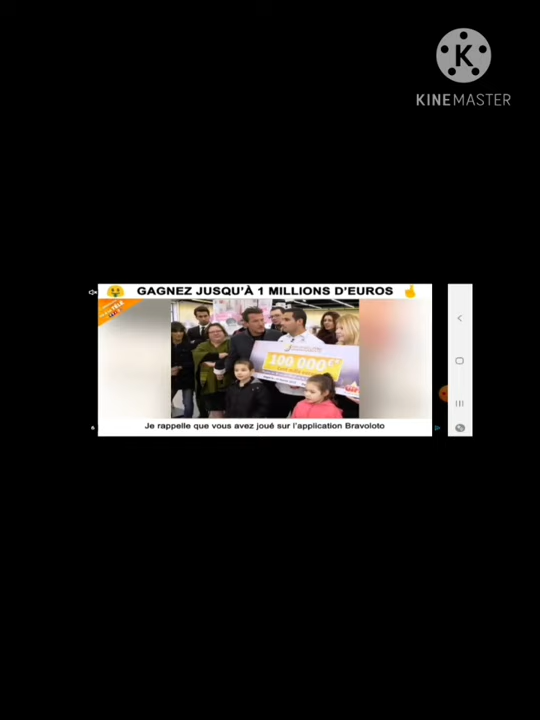 K
KINEMASTER
GAGNEZ JUSQU'À 1 MILLIONS D'EUROS
100 000€
Je rappelle que vous avez joué sur l'application Bravoloto